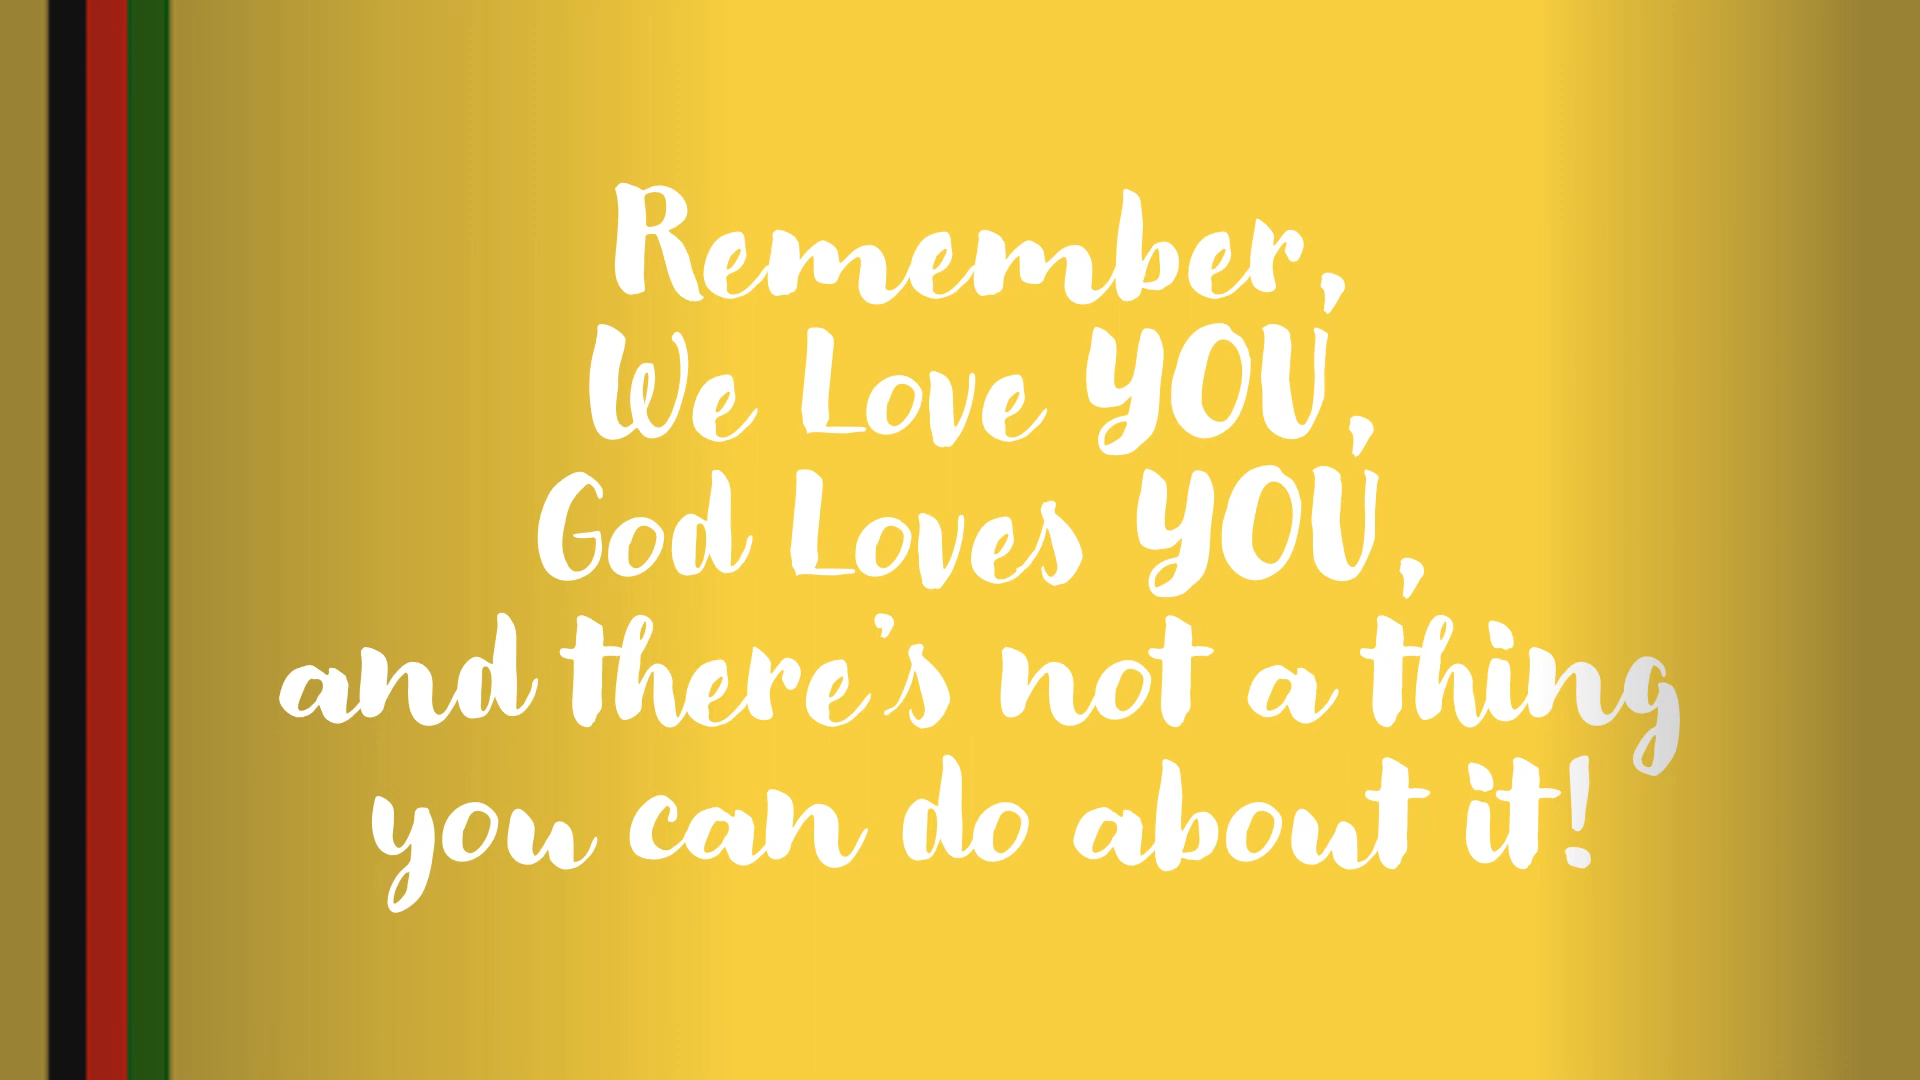 Remember,
We Love YOU,
God Loves YOU,
and there's not a thing
you can do about it!